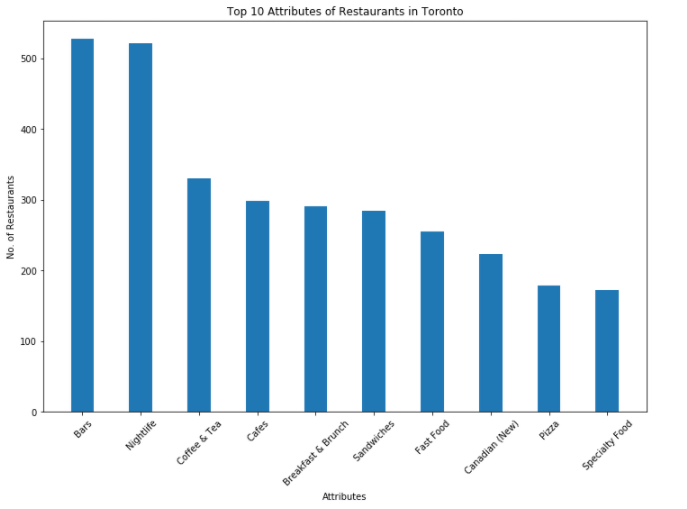 Top 10 Attributes of Restaurants in Toronto
No. of Restaurants
500
400
300
200
100
0
Bars
Nightlife
Coffee & Tea
Cafes
Breakfast & Brunch
Sandwiches
Fast Food
Canadian (New)
Pizza
Specialty Food
Attributes